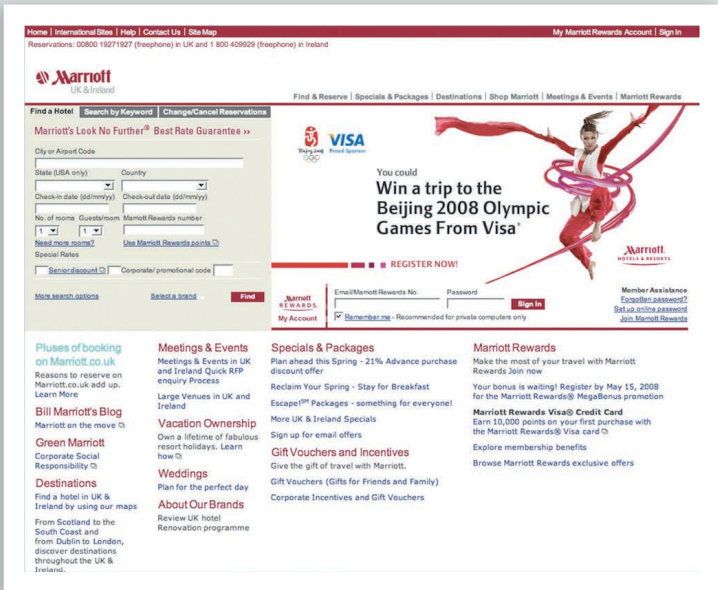 Home | International Sites | Help | Contact Us | Site Map
My Marriott Rewards Account | Sign In
Reservations: 00800 19271927 (freephone) in UK and 1 800 409929 (freephone) in Ireland
Marriott
UK & Ireland
Find & Reserve | Specials & Packages | Destinations | Shop Marriott | Meetings & Events | Marriott Rewards
Find a Hotel
Search by Keyword
Change/Cancel Reservations
Marriott's Look No Further® Best Rate Guarantee »
City or Airport Code
State (USA only)
Country
Check-in date (dd/mm/yy)
Check-out date (dd/mm/yy)
No. of rooms
Guests/room
Marriott Rewards number
1
1
Need more rooms?
Use Marriott Rewards points
Special Rates
Senior discount
Corporate/ promotional code
More search options
Select a brand
Find
Beijing 2008
VISA
Proud Sponsor
You could
Win a trip to the
Beijing 2008 Olympic
Games From Visa*
REGISTER NOW!
Marriott
HOTELS & RESORTS
Marriott
REWARDS
My Account
Email/Marriott Rewards No.
Password
Sign In
Remember me - Recommended for private computers only
Member Assistance
Forgotten password?
Set up online password
Join Marriott Rewards
Pluses of booking
on Marriott.co.uk
Reasons to reserve on
Marriott.co.uk add up.
Learn More
Bill Marriott's Blog
Marriott on the move
Green Marriott
Corporate Social
Responsibility
Destinations
Find a hotel in UK &
Ireland by using our maps
From Scotland to the
South Coast and
from Dublin to London,
discover destinations
throughout the UK &
Ireland.
Meetings & Events
Meetings & Events in UK
and Ireland Quick RFP
enquiry Process
Large Venues in UK and
Ireland
Vacation Ownership
Own a lifetime of fabulous
resort holidays. Learn
how
Weddings
Plan for the perfect day
About Our Brands
Review UK hotel
Renovation programme
Specials & Packages
Plan ahead this Spring - 21% Advance purchase
discount offer
Reclaim Your Spring - Stay for Breakfast
Escape!SM Packages - something for everyone!
More UK & Ireland Specials
Sign up for email offers
Gift Vouchers and Incentives
Give the gift of travel with Marriott.
Gift Vouchers (Gifts for Friends and Family)
Corporate Incentives and Gift Vouchers
Marriott Rewards
Make the most of your travel with Marriott
Rewards Join now
Your bonus is waiting! Register by May 15, 2008
for the Marriott Rewards® MegaBonus promotion
Marriott Rewards Visa® Credit Card
Earn 10,000 points on your first purchase with
the Marriott Rewards® Visa card
Explore membership benefits
Browse Marriott Rewards exclusive offers